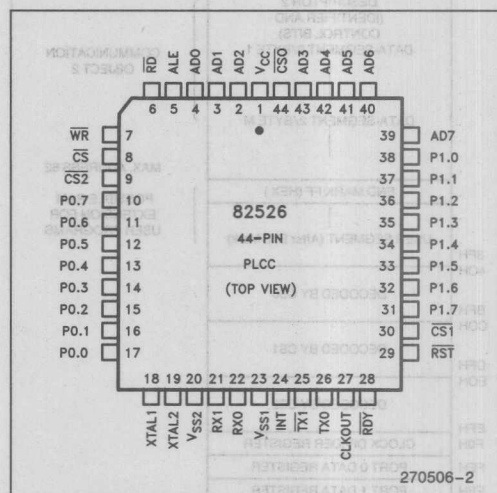 RD ALE AD0 AD1 AD2 VCC CS0 AD3 AD4 AD5 AD6
6 5 4 3 2 1 44 43 42 41 40
WR 7 39 AD7
CS 8 38 P1.0
CS2 9 37 P1.1
P0.7 10 36 P1.2
P0.6 11 35 P1.3
P0.5 12 34 P1.4
P0.4 13 33 P1.5
P0.3 14 32 P1.6
P0.2 15 31 P1.7
P0.1 16 30 CS1
P0.0 17 29 RST
82526
44-PIN
PLCC
(TOP VIEW)
18 19 20 21 22 23 24 25 26 27 28
XTAL1 XTAL2 VSS2 RX1 RX0 VSS1 INT TX1 TX0 CLKOUT RDY
270506-2